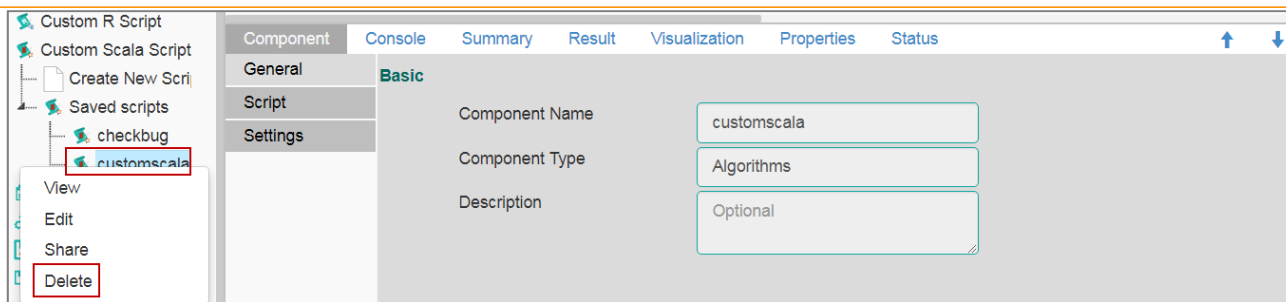 Custom R Script
Custom Scala Script
Create New Scri
Saved scripts
checkbug
customscala
View
Edit
Share
Delete
Component Console Summary Result Visualization Properties Status
General
Script
Settings
Basic
Component Name customscala
Component Type Algorithms
Description Optional